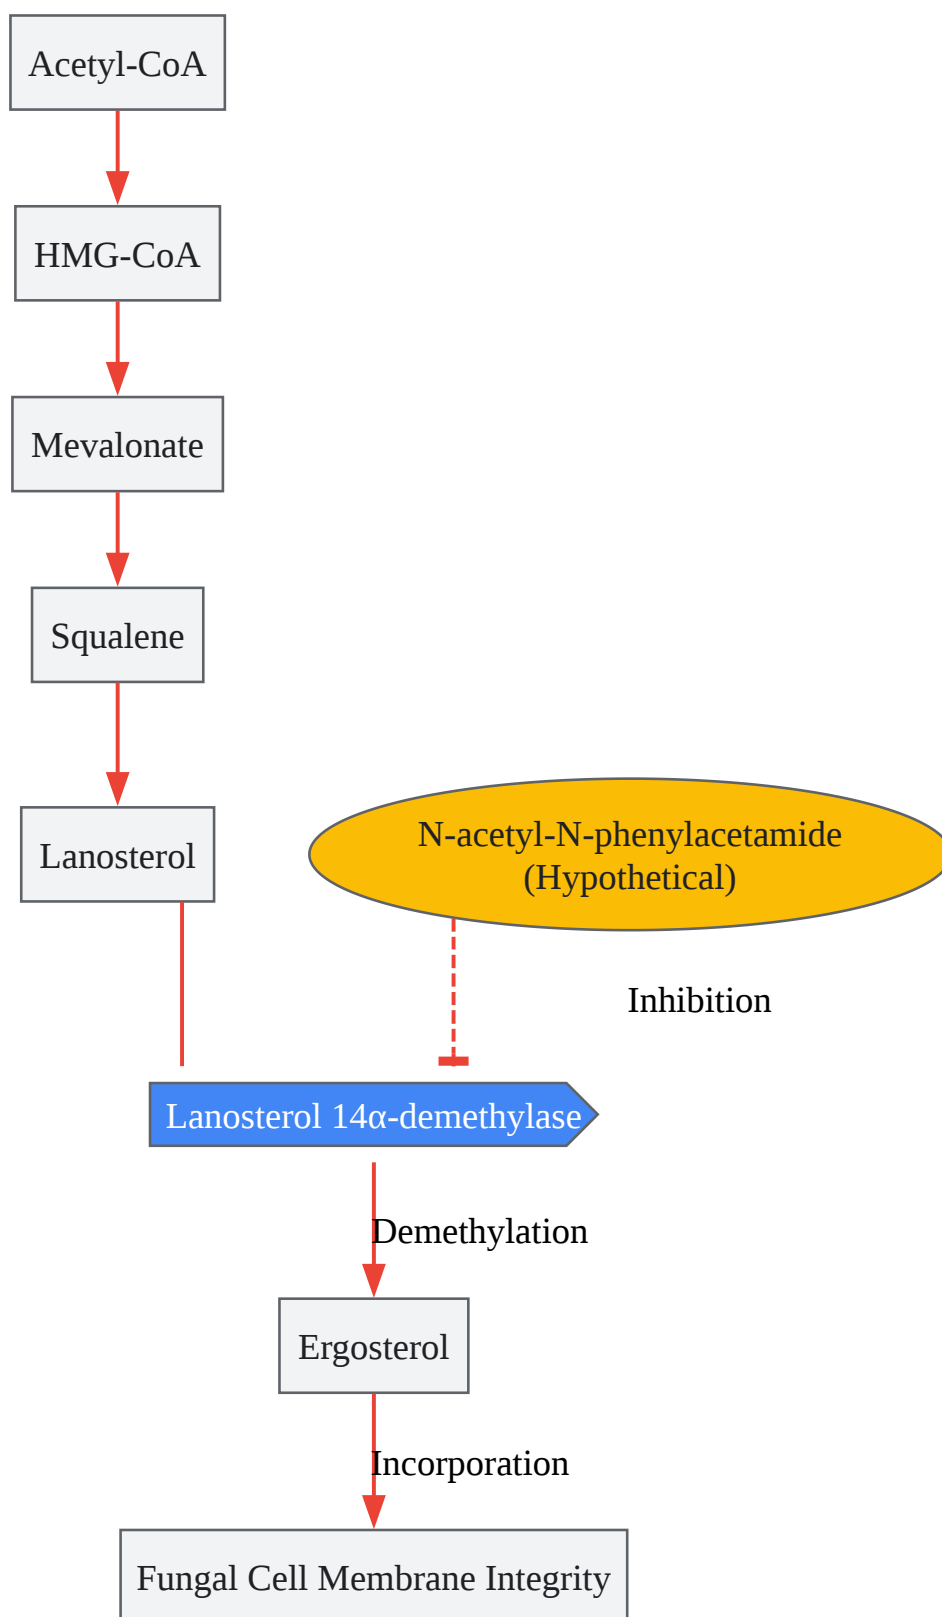 Acetyl-CoA
HMG-CoA
Mevalonate
Squalene
Lanosterol
N-acetyl-N-phenylacetamide
(Hypothetical)
Inhibition
Lanosterol 14α-demethylase
Demethylation
Ergosterol
Incorporation
Fungal Cell Membrane Integrity